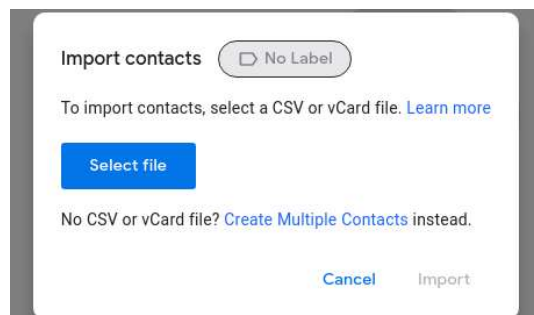 Import contacts No Label
To import contacts, select a CSV or vCard file. Learn more
Select file
No CSV or vCard file? Create Multiple Contacts instead.
Cancel Import